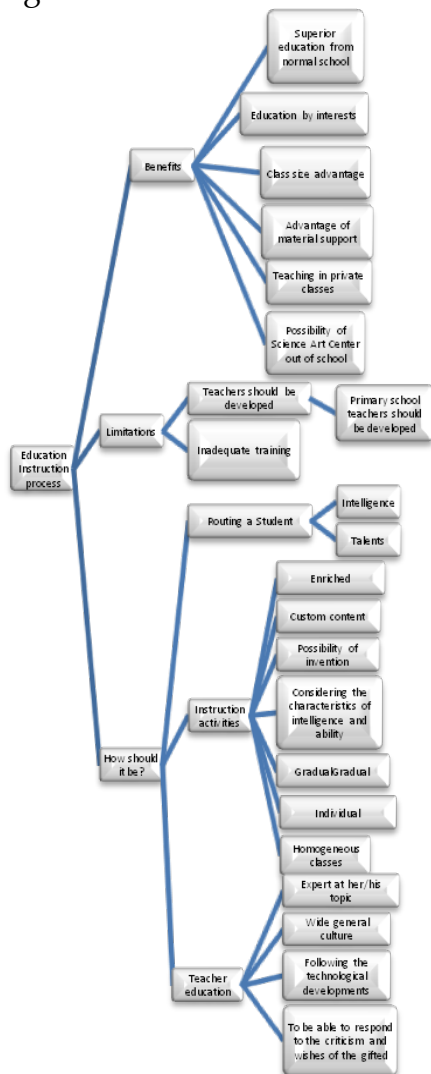 Superior
education from
normal school
Education by interests
Class size advantage
Benefits
Advantage of
material support
Teaching in private
classes
Possibility of
Science Art Center
out of school
Teachers should be
developed
Primary school
teachers should
be developed
Limitations
Inadequate training
Education
Instruction
process
Routing a Student
Intelligence
Talents
Enriched
Custom content
Possibility of
invention
Instruction
activities
Considering the
characteristics of
intelligence and
ability
How should
it be?
GradualGradual
Individual
Homogeneous
classes
Expert at her/his
topic
Wide general
culture
Teacher
education
Following the
technological
developments
To be able to respond
to the criticism and
wishes of the gifted